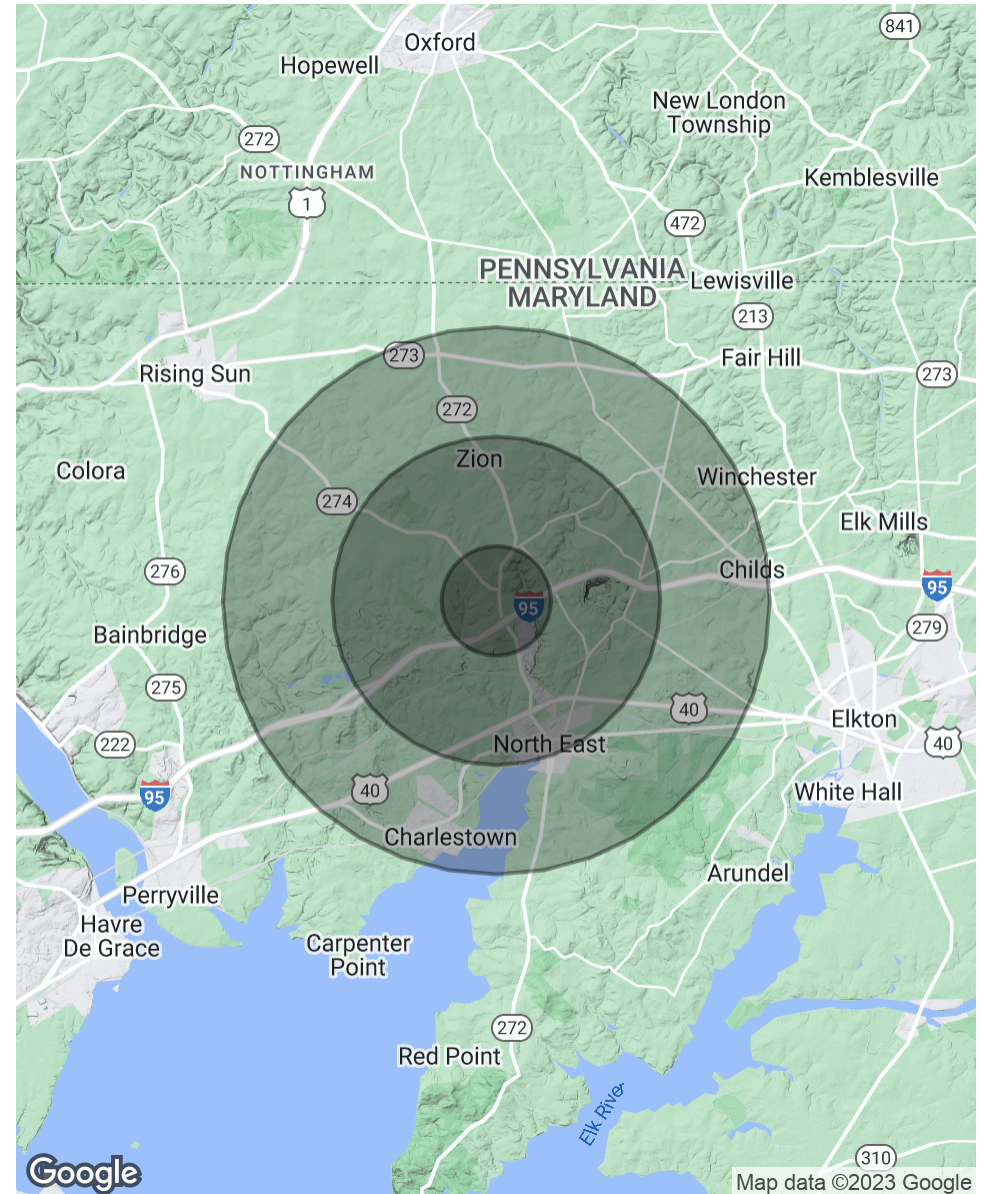 841
Oxford
Hopewell
New London
Township
272
NOTTINGHAM
Kemblesville
1
472
PENNSYLVANIA
MARYLAND
Lewisville
213
273
Fair Hill
Rising Sun
273
272
Zion
Colora
Winchester
274
Elk Mills
276
Childs
95
95
Bainbridge
279
275
40
Elkton
222
North East
40
40
95
White Hall
Charlestown
Arundel
Perryville
Havre
De Grace
Carpenter
Point
272
Red Point
Elk River
310
Google
Map data ©2023 Google